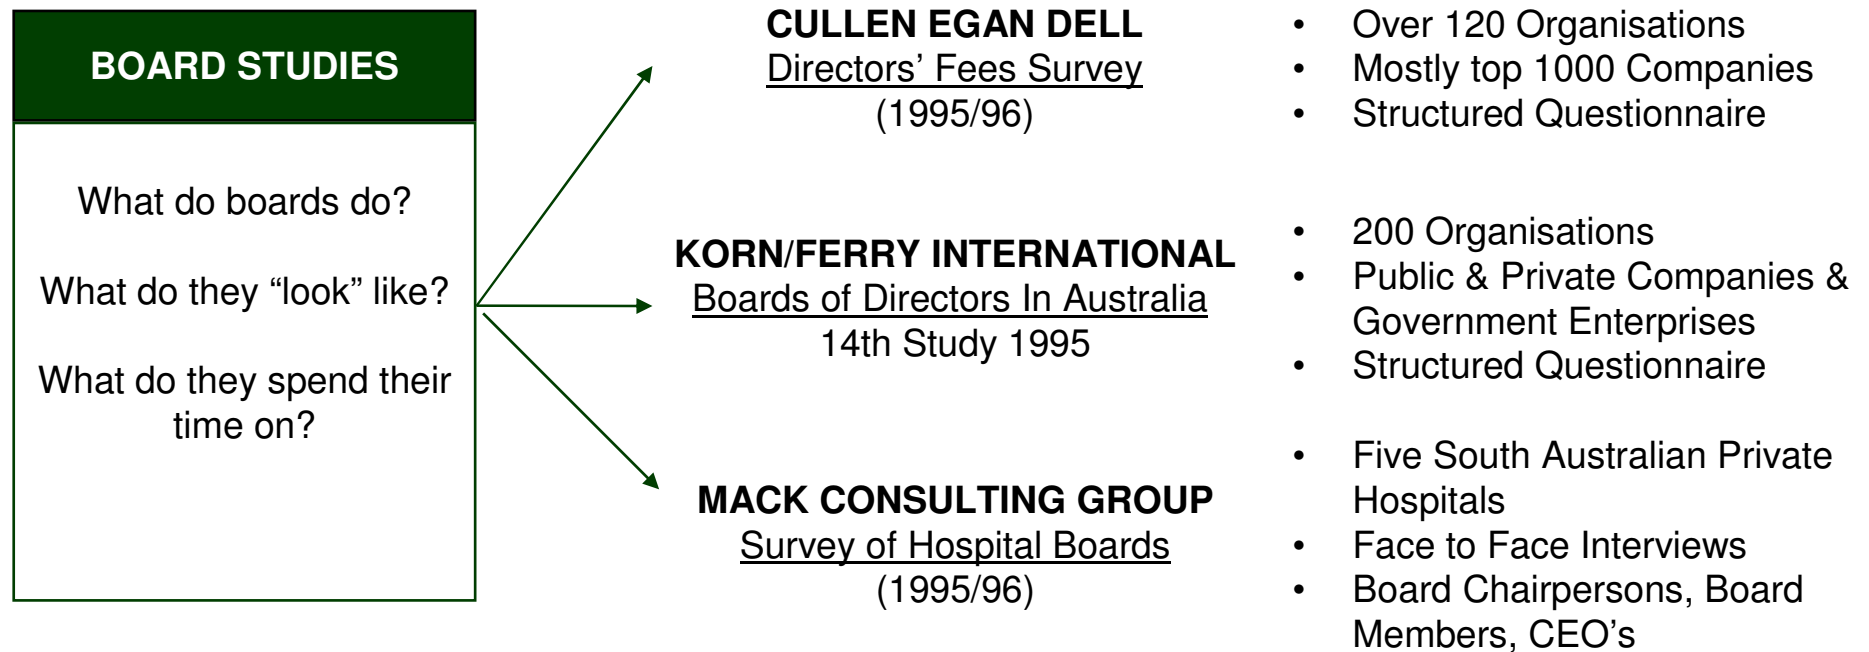 BOARD STUDIES
What do boards do?
What do they “look” like?
What do they spend their
time on?
CULLEN EGAN DELL
Directors’ Fees Survey
(1995/96)
• Over 120 Organisations
• Mostly top 1000 Companies
• Structured Questionnaire
KORN/FERRY INTERNATIONAL
Boards of Directors In Australia
14th Study 1995
• 200 Organisations
• Public & Private Companies &
Government Enterprises
• Structured Questionnaire
MACK CONSULTING GROUP
Survey of Hospital Boards
(1995/96)
• Five South Australian Private
Hospitals
• Face to Face Interviews
• Board Chairpersons, Board
Members, CEO’s